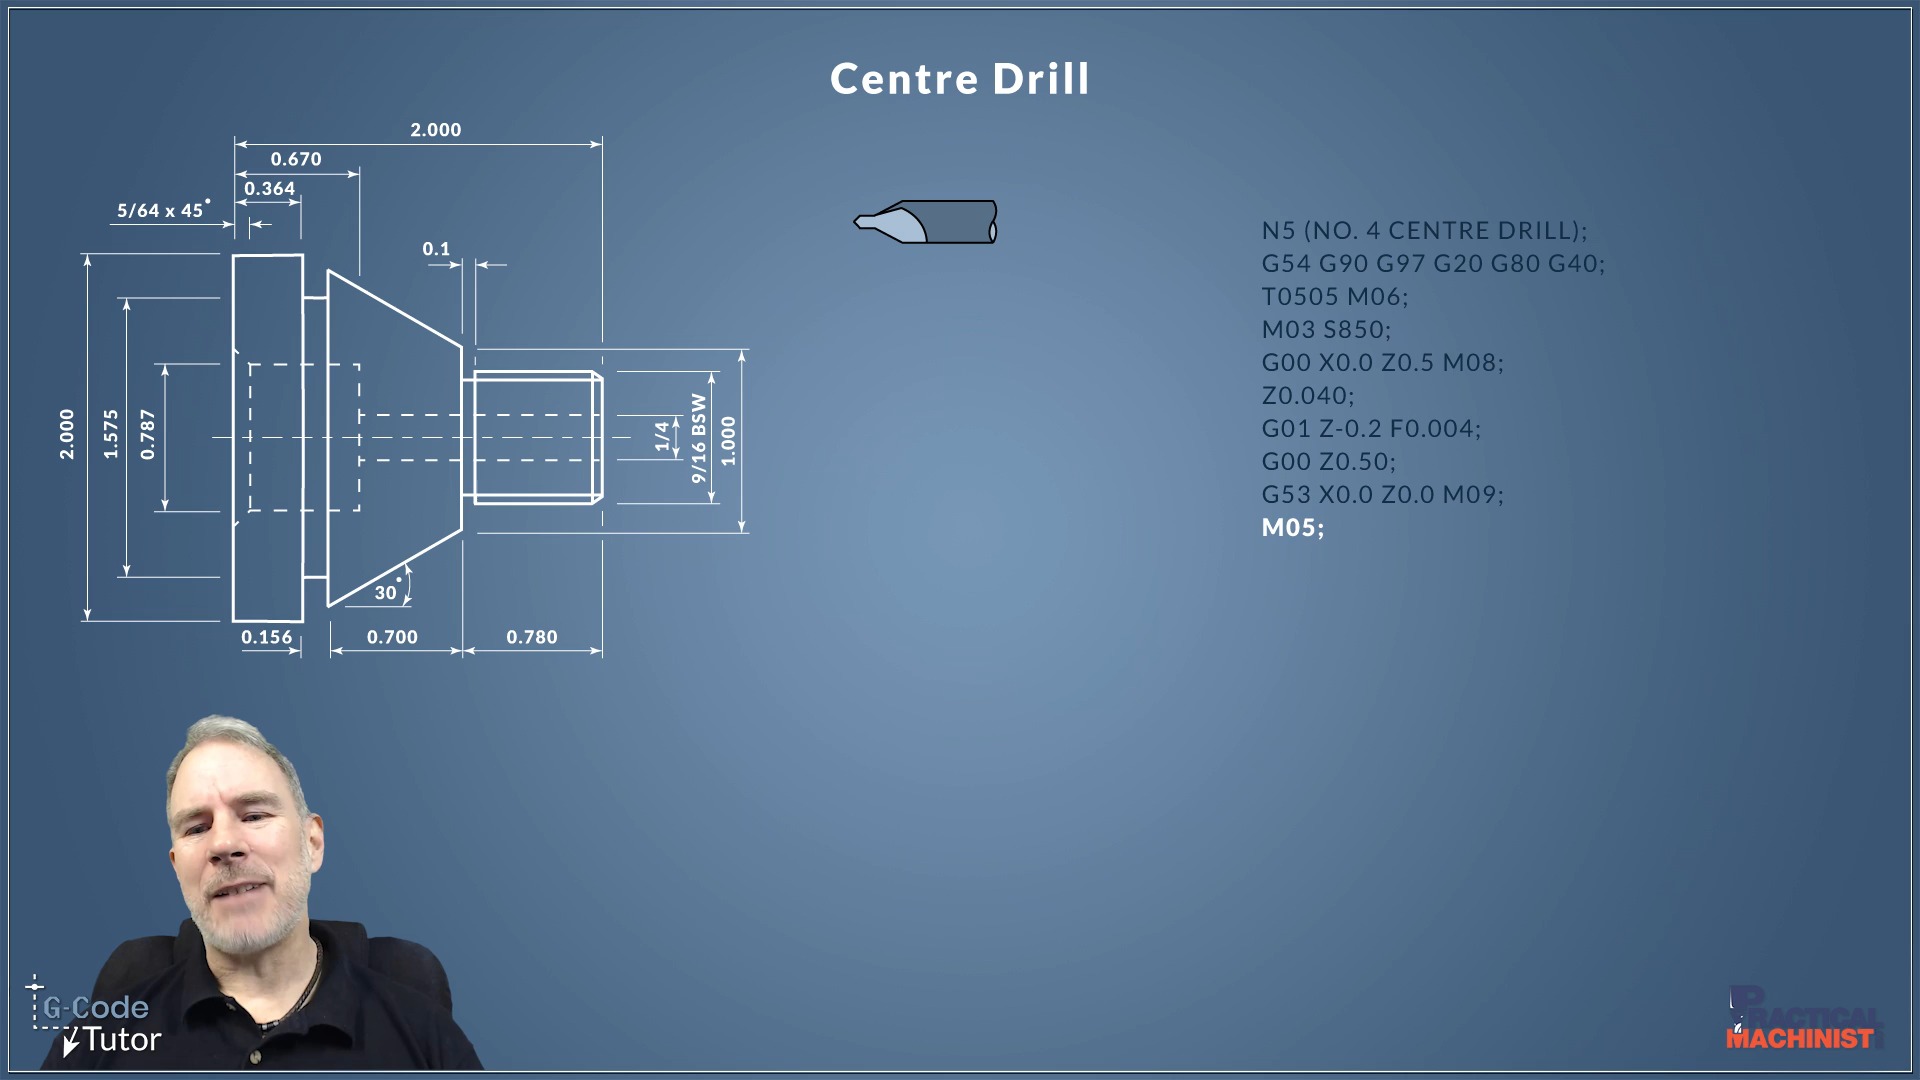 Centre Drill
2.000
0.670
0.364
5/64 x 45°
0.1
2.000
1.575
0.787
1/4
9/16 BSW
1.000
30°
0.156
0.700
0.780
N5 (NO. 4 CENTRE DRILL);
G54 G90 G97 G20 G80 G40;
T0505 M06;
M03 S850;
G00 X0.0 Z0.5 M08;
Z0.040;
G01 Z-0.2 F0.004;
G00 Z0.50;
G53 X0.0 Z0.0 M09;
M05;
G-Code
Tutor
PRACTICAL
MACHINIST